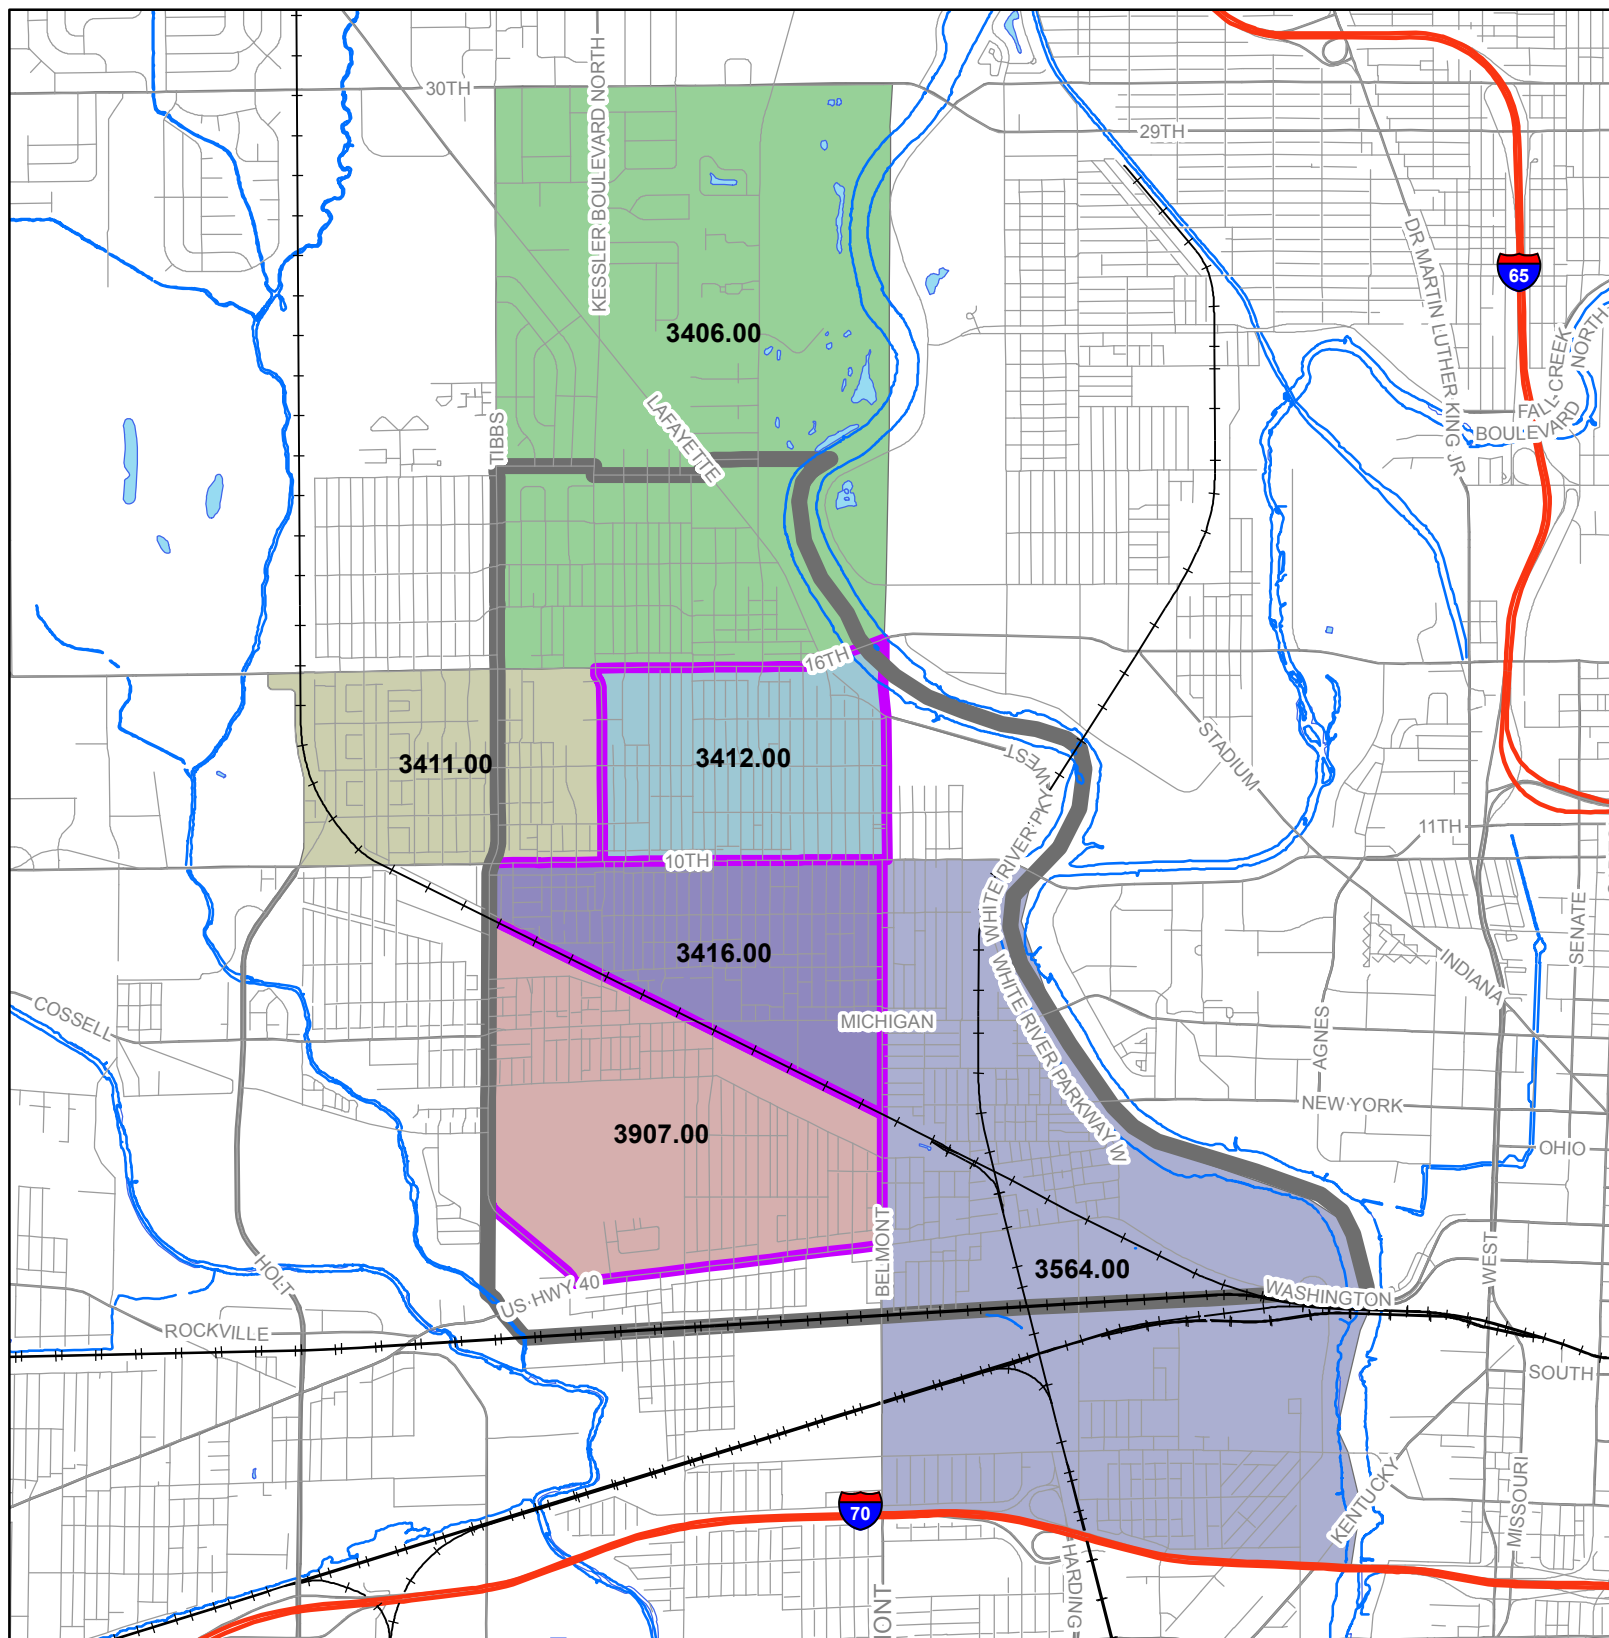 30TH
KESSLER BOULEVARD NORTH
29TH
DR MARTIN LUTHER KING JR
65
3406.00
FALL CREEK
BOULEVARD
NORTH
LAFAYETTE
TIBBS
16TH
3411.00
3412.00
WEST
WHITE RIVER PKY
STADIUM
11TH
10TH
SENATE
3416.00
WHITE RIVER PARKWAY W
INDIANA
COSSELL
MICHIGAN
AGNES
NEW YORK
3907.00
OHIO
BELMONT
HOLT
US HWY 40
3564.00
WASHINGTON
WEST
ROCKVILLE
SOUTH
70
KENTUCKY
MISSOURI
HARDING
MONT